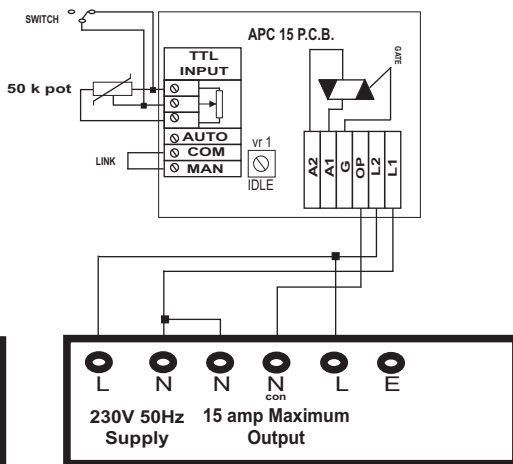 SWITCH
APC 15 P.C.B.
TTL
INPUT
GATE
50 k pot
AUTO
COM
MAN
LINK
vr 1
IDLE
A2
A1
G
OP
L2
L1
L
N
N
N
con
L
E
230V 50Hz
Supply
15 amp Maximum
Output